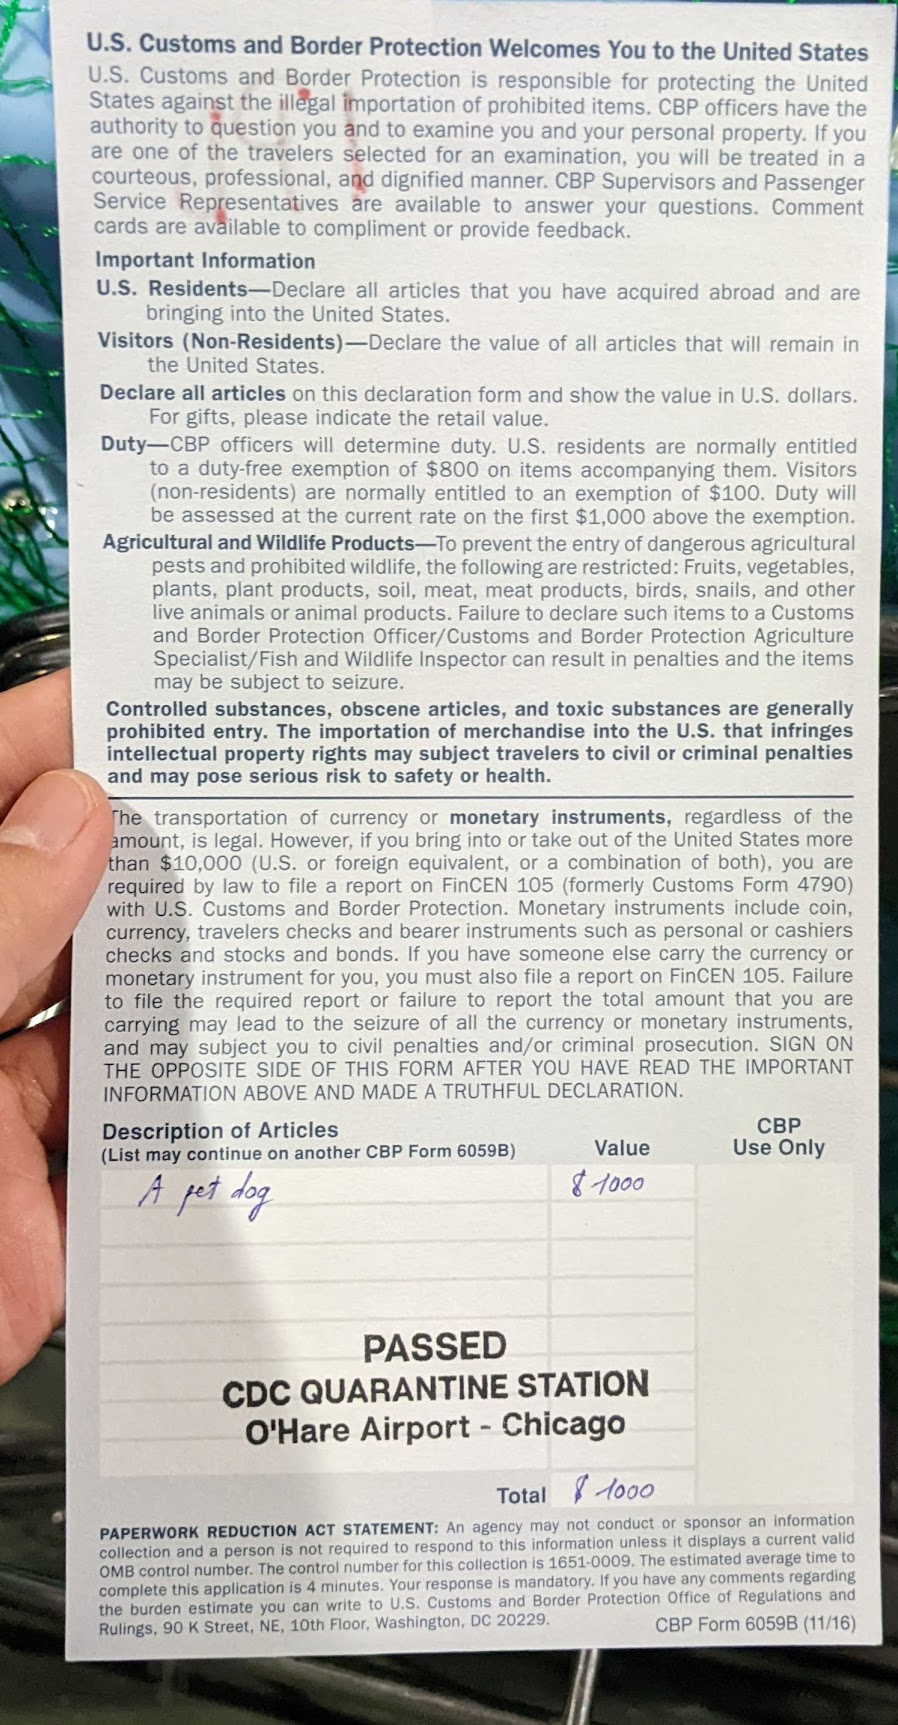 U.S. Customs and Border Protection Welcomes You to the United States
U.S. Customs and Border Protection is responsible for protecting the United
States against the illegal importation of prohibited items. CBP officers have the
authority to question you and to examine you and your personal property. If you
are one of the travelers selected for an examination, you will be treated in a
courteous, professional, and dignified manner. CBP Supervisors and Passenger
Service Representatives are available to answer your questions. Comment
cards are available to compliment or provide feedback.
Important Information
U.S. Residents—Declare all articles that you have acquired abroad and are
bringing into the United States.
Visitors (Non-Residents)—Declare the value of all articles that will remain in
the United States.
Declare all articles on this declaration form and show the value in U.S. dollars.
For gifts, please indicate the retail value.
Duty—CBP officers will determine duty. U.S. residents are normally entitled
to a duty-free exemption of $800 on items accompanying them. Visitors
(non-residents) are normally entitled to an exemption of $100. Duty will
be assessed at the current rate on the first $1,000 above the exemption.
Agricultural and Wildlife Products—To prevent the entry of dangerous agricultural
pests and prohibited wildlife, the following are restricted: Fruits, vegetables,
plants, plant products, soil, meat, meat products, birds, snails, and other
live animals or animal products. Failure to declare such items to a Customs
and Border Protection Officer/Customs and Border Protection Agriculture
Specialist/Fish and Wildlife Inspector can result in penalties and the items
may be subject to seizure.
Controlled substances, obscene articles, and toxic substances are generally
prohibited entry. The importation of merchandise into the U.S. that infringes
intellectual property rights may subject travelers to civil or criminal penalties
and may pose serious risk to safety or health.
The transportation of currency or monetary instruments, regardless of the
amount, is legal. However, if you bring into or take out of the United States more
than $10,000 (U.S. or foreign equivalent, or a combination of both), you are
required by law to file a report on FinCEN 105 (formerly Customs Form 4790)
with U.S. Customs and Border Protection. Monetary instruments include coin,
currency, travelers checks and bearer instruments such as personal or cashiers
checks and stocks and bonds. If you have someone else carry the currency or
monetary instrument for you, you must also file a report on FinCEN 105. Failure
to file the required report or failure to report the total amount that you are
carrying may lead to the seizure of all the currency or monetary instruments,
and may subject you to civil penalties and/or criminal prosecution. SIGN ON
THE OPPOSITE SIDE OF THIS FORM AFTER YOU HAVE READ THE IMPORTANT
INFORMATION ABOVE AND MADE A TRUTHFUL DECLARATION.
Description of Articles
(List may continue on another CBP Form 6059B)
Value
CBP
Use Only
A pet dog
$ 1000
PASSED
CDC QUARANTINE STATION
O'Hare Airport - Chicago
Total $ 1000
PAPERWORK REDUCTION ACT STATEMENT: An agency may not conduct or sponsor an information
collection and a person is not required to respond to this information unless it displays a current valid
OMB control number. The control number for this collection is 1651-0009. The estimated average time to
complete this application is 4 minutes. Your response is mandatory. If you have any comments regarding
the burden estimate you can write to U.S. Customs and Border Protection Office of Regulations and
Rulings, 90 K Street, NE, 10th Floor, Washington, DC 20229.
CBP Form 6059B (11/16)